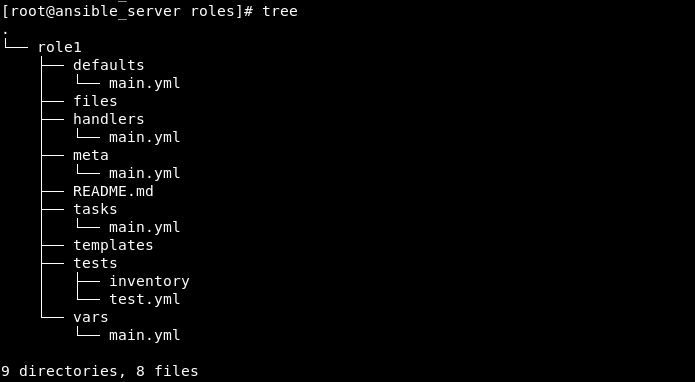 [root@ansible_server roles]# tree
.
└── role1
    ├── defaults
    │   └── main.yml
    ├── files
    ├── handlers
    │   └── main.yml
    ├── meta
    │   └── main.yml
    ├── README.md
    ├── tasks
    │   └── main.yml
    ├── templates
    ├── tests
    │   ├── inventory
    │   └── test.yml
    └── vars
        └── main.yml

9 directories, 8 files